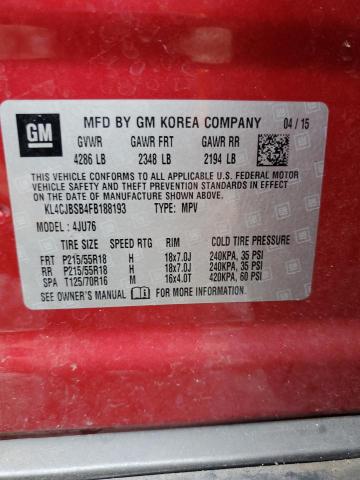 GM
MFD BY GM KOREA COMPANY 04/15
GVWR GAWR FRT GAWR RR
4286 LB 2348 LB 2194 LB
THIS VEHICLE CONFORMS TO ALL APPLICABLE U.S. FEDERAL MOTOR
VEHICLE SAFETY AND THEFT PREVENTION STANDARDS IN EFFECT
ON THE DATE OF MANUFACTURE SHOWN ABOVE.
KL4CJBSB4FB188193 TYPE: MPV
MODEL: 4JU76
TIRE SIZE SPEED RTG RIM COLD TIRE PRESSURE
FRT P215/55R18 H 18x7.0J 240KPA, 35 PSI
RR P215/55R18 H 18x7.0J 240KPA, 35 PSI
SPA T125/70R16 M 16x4.0T 420KPA, 60 PSI
SEE OWNER'S MANUAL FOR MORE INFORMATION.